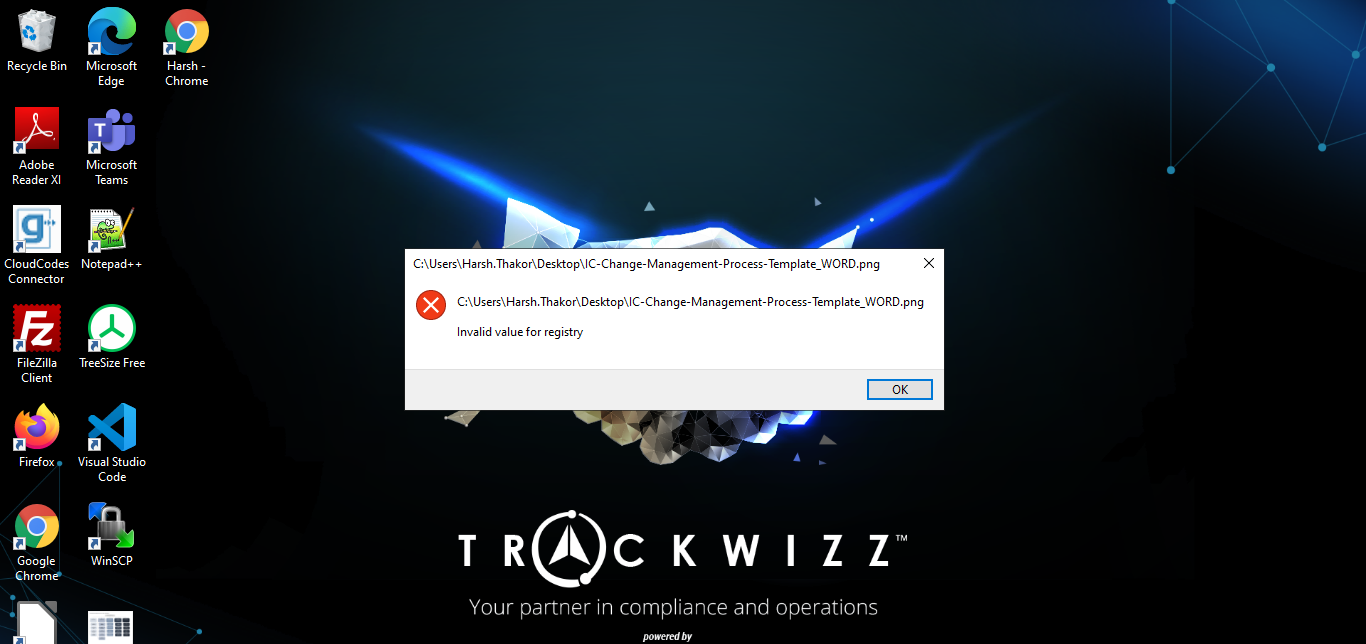 Recycle Bin
Microsoft
Edge
Harsh -
Chrome
Adobe
Reader XI
Microsoft
Teams
CloudCodes
Connector
Notepad++
FileZilla
Client
TreeSize Free
Firefox
Visual Studio
Code
Google
Chrome
WinSCP
C:\Users\Harsh.Thakor\Desktop\IC-Change-Management-Process-Template_WORD.png
C:\Users\Harsh.Thakor\Desktop\IC-Change-Management-Process-Template_WORD.png
Invalid value for registry
OK
TRACKWIZZ™
Your partner in compliance and operations
powered by